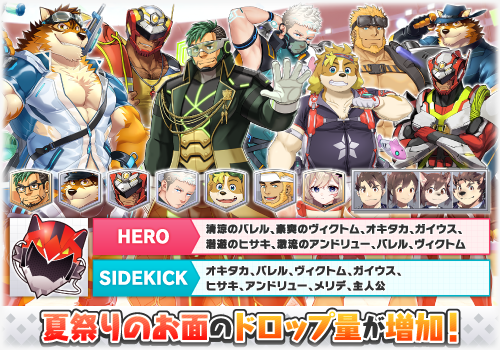 HERO
清涼のバレル、豪爽のヴィクトム、オキタカ、ガイウス、
潜遊のヒサキ、激流のアンドリュー、バレル、ヴィクトム
SIDEKICK
オキタカ、バレル、ヴィクトム、ガイウス、
ヒサキ、アンドリュー、メリデ、主人公
夏祭りのお面のドロップ量が増加！